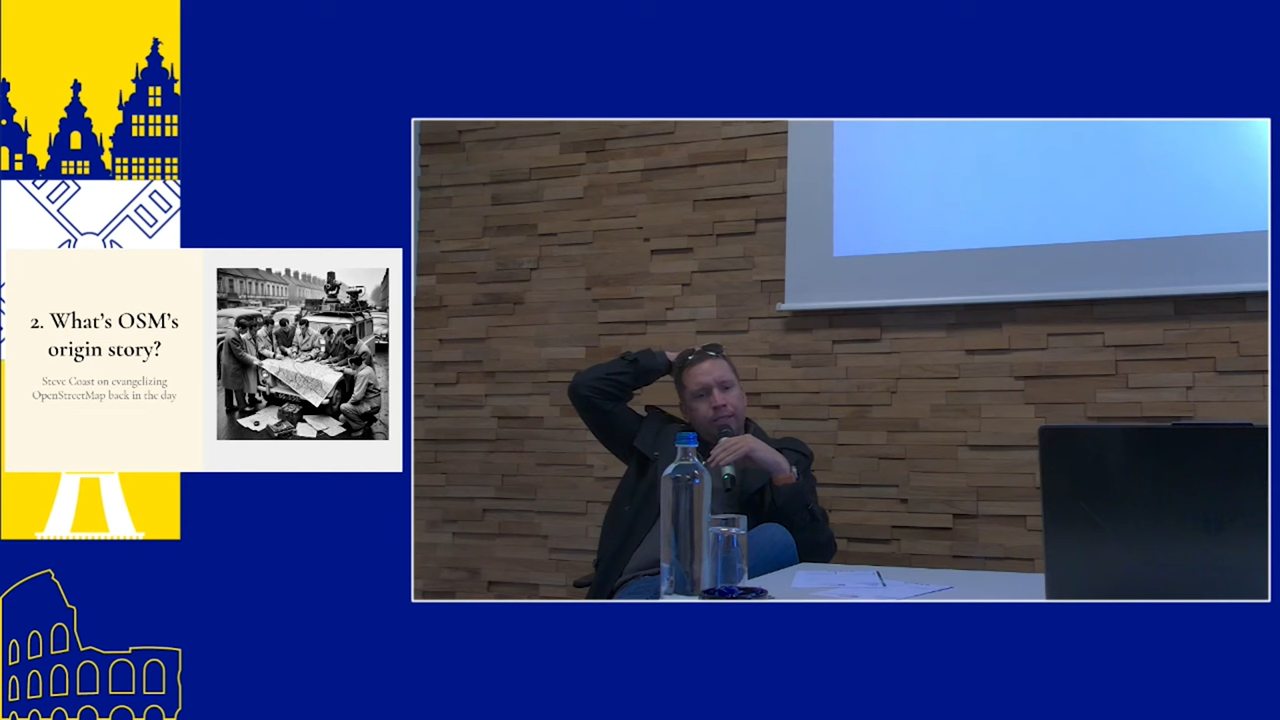 2. What's OSM's
origin story?
Steve Coast on evangelizing
OpenStreetMap back in the day